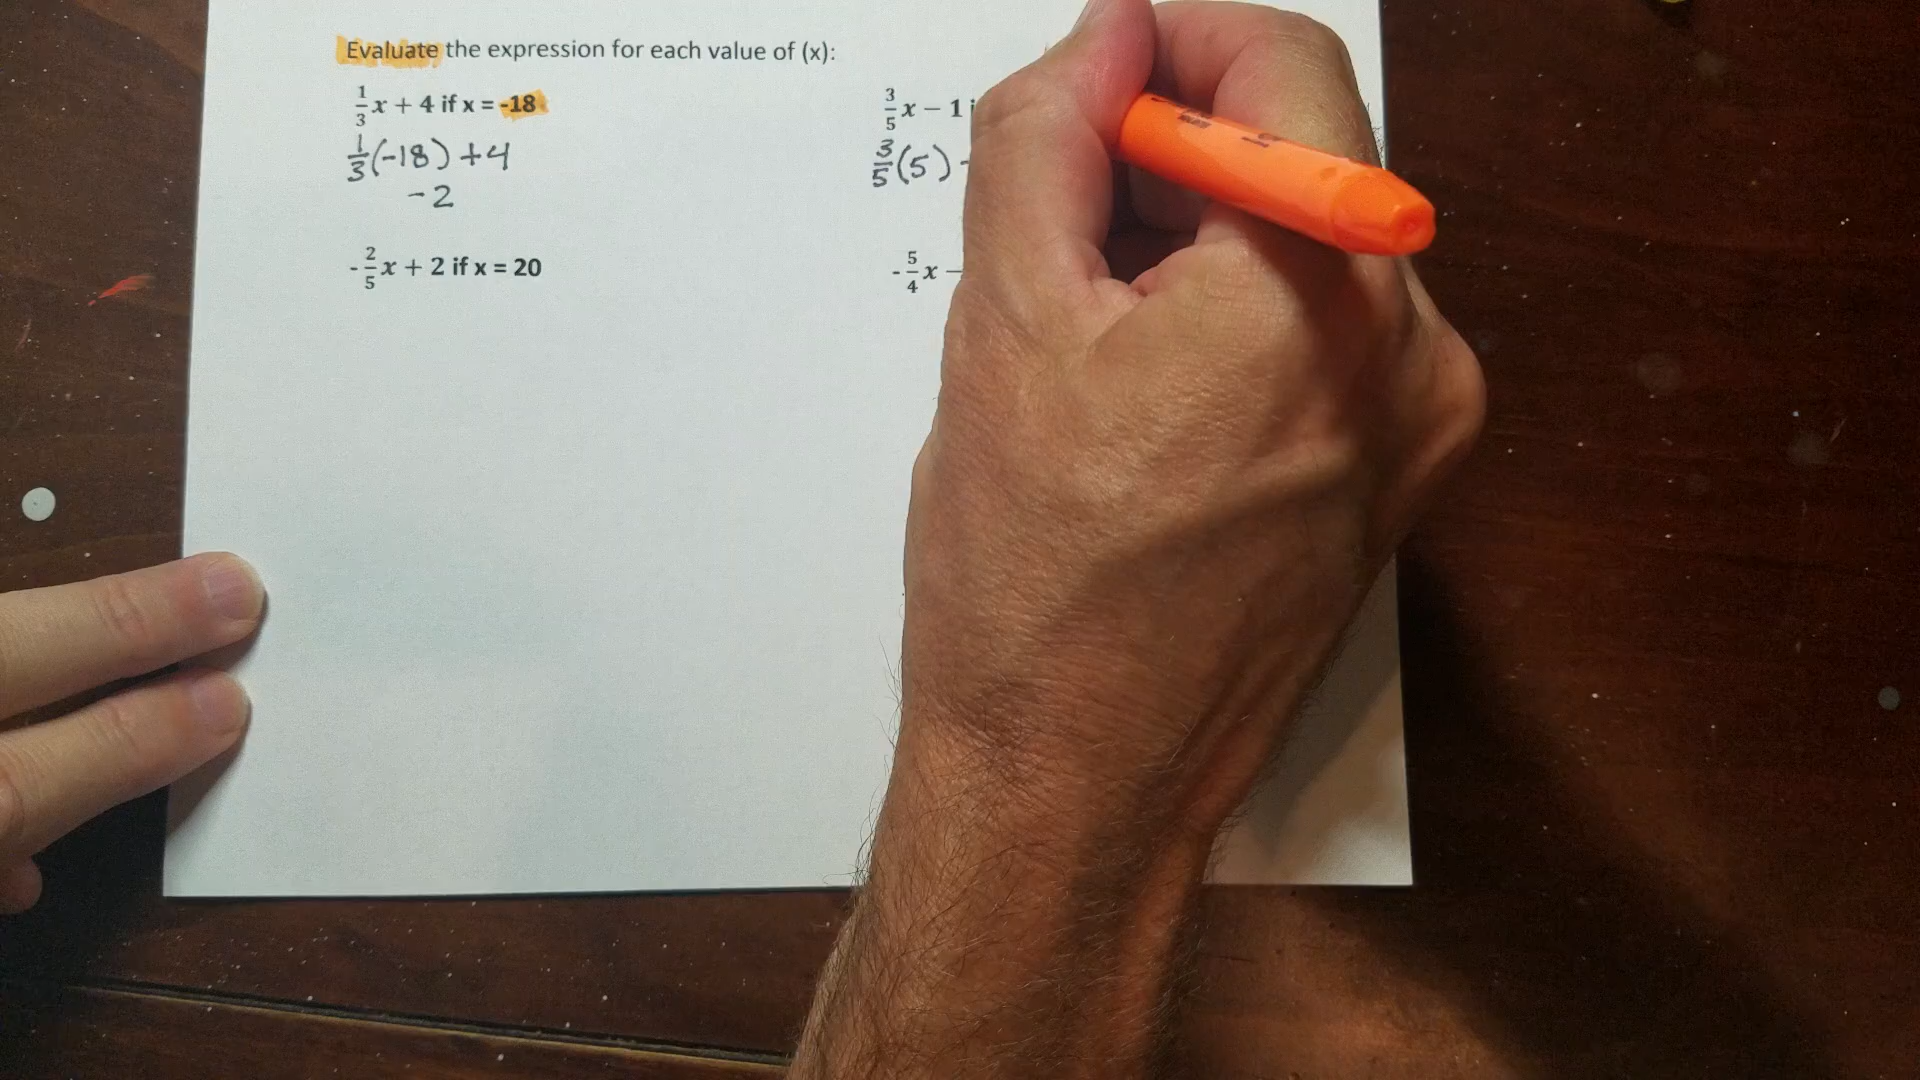 Evaluate the expression for each value of (x):
1/3 x + 4 if x = -18
1/3 (-18) + 4
-2
-2/5 x + 2 if x = 20
3/5 x − 1
3/5 (5)
-5/4 x −